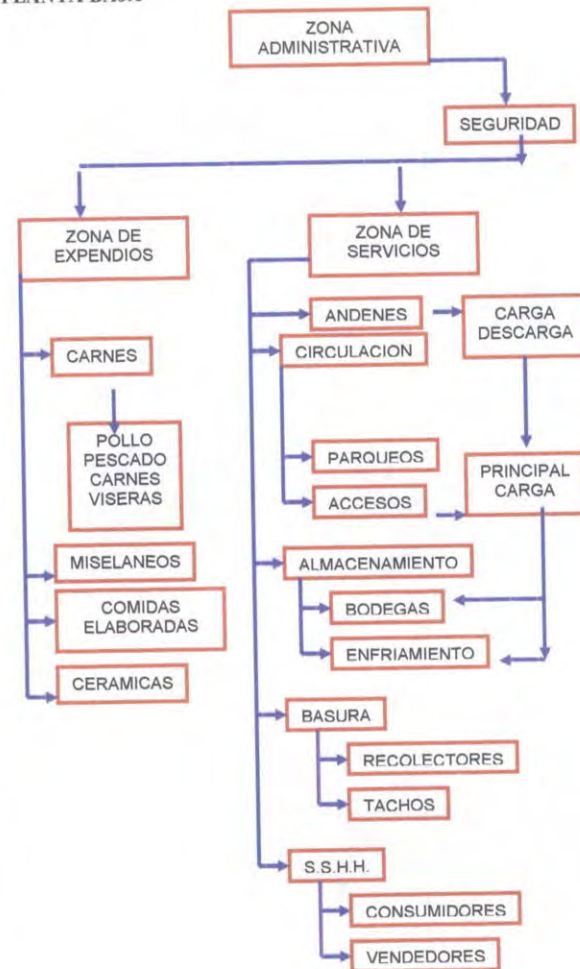 ZONA
ADMINISTRATIVA
SEGURIDAD
ZONA DE
EXPENDIOS
ZONA DE
SERVICIOS
ANDENES
CARGA
DESCARGA
CARNES
CIRCULACION
POLLO
PESCADO
CARNES
VISERAS
PARQUEOS
PRINCIPAL
CARGA
ACCESOS
MISELANEOS
ALMACENAMIENTO
COMIDAS
ELABORADAS
BODEGAS
ENFRIAMIENTO
CERAMICAS
BASURA
RECOLECTORES
TACHOS
S.S.H.H.
CONSUMIDORES
VENDEDORES